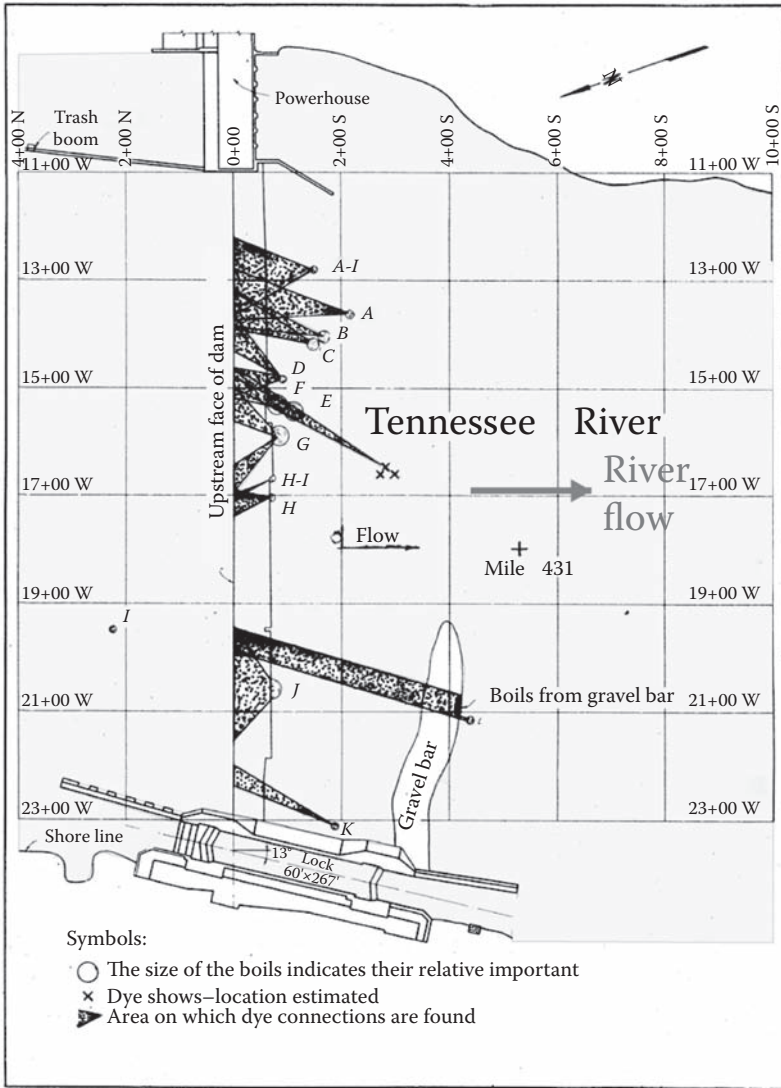 Powerhouse
N
Trash
boom
4+00 N
2+00 N
0+00
2+00 S
4+00 S
6+00 S
8+00 S
10+00 S
11+00 W
11+00 W
13+00 W
A-I
13+00 W
A
B
C
15+00 W
D
15+00 W
F
E
Tennessee River
G
River
flow
Upstream face of dam
H-I
17+00 W
17+00 W
H
Flow
Mile 431
19+00 W
19+00 W
I
J
Boils from gravel bar
21+00 W
21+00 W
Gravel bar
23+00 W
K
23+00 W
Shore line
13° Lock
60'×267'
Symbols:
The size of the boils indicates their relative important
Dye shows–location estimated
Area on which dye connections are found